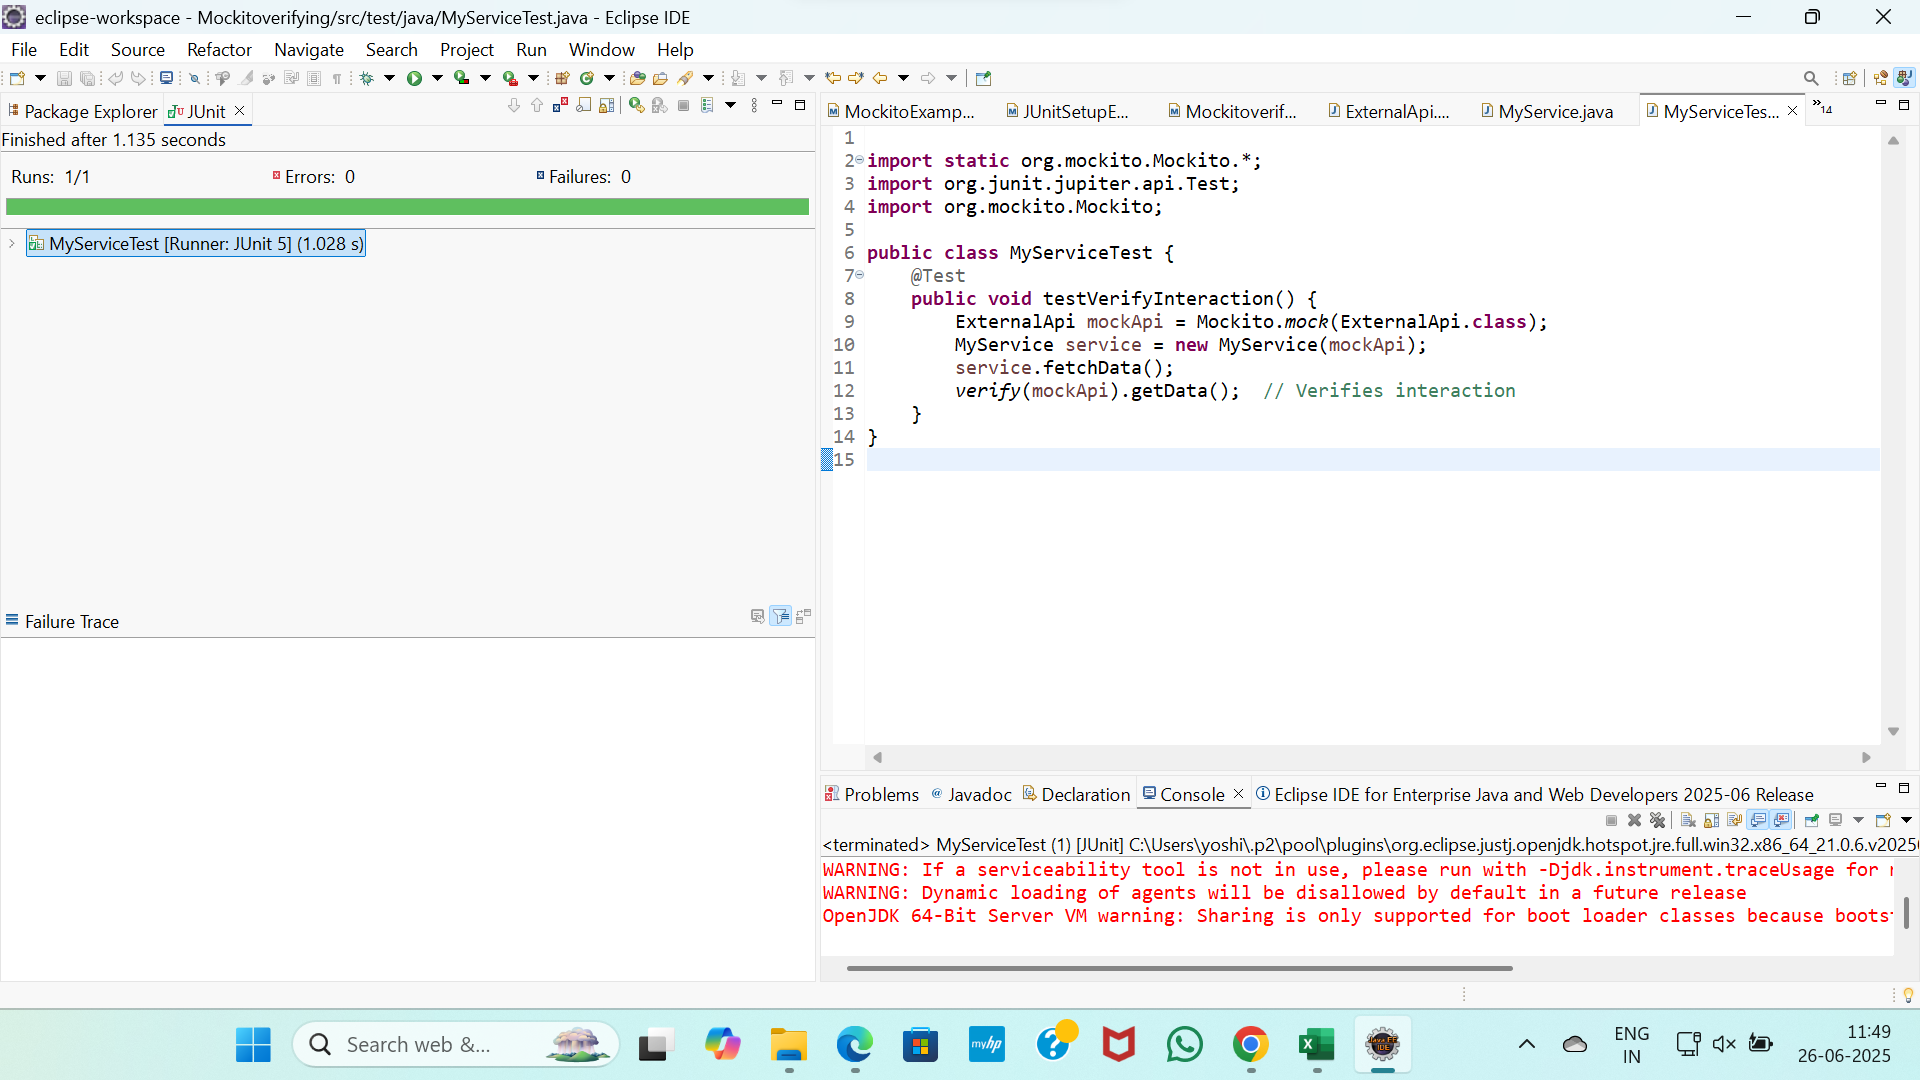 eclipse-workspace - Mockitoverifying/src/test/java/MyServiceTest.java - Eclipse IDE
File Edit Source Refactor Navigate Search Project Run Window Help
Package Explorer JUnit
Finished after 1.135 seconds
Runs: 1/1 Errors: 0 Failures: 0
MyServiceTest [Runner: JUnit 5] (1.028 s)
Failure Trace
MockitoExamp... JUnitSetupE... Mockitoverif... ExternalApi.... MyService.java MyServiceTes... »14
1
2 import static org.mockito.Mockito.*;
3 import org.junit.jupiter.api.Test;
4 import org.mockito.Mockito;
5
6 public class MyServiceTest {
7 @Test
8 public void testVerifyInteraction() {
9 ExternalApi mockApi = Mockito.mock(ExternalApi.class);
10 MyService service = new MyService(mockApi);
11 service.fetchData();
12 verify(mockApi).getData(); // Verifies interaction
13 }
14 }
15
Problems @ Javadoc Declaration Console Eclipse IDE for Enterprise Java and Web Developers 2025-06 Release
<terminated> MyServiceTest (1) [JUnit] C:\Users\yoshi\.p2\pool\plugins\org.eclipse.justj.openjdk.hotspot.jre.full.win32.x86_64_21.0.6.v2025
WARNING: If a serviceability tool is not in use, please run with -Djdk.instrument.traceUsage for
WARNING: Dynamic loading of agents will be disallowed by default in a future release
OpenJDK 64-Bit Server VM warning: Sharing is only supported for boot loader classes because boots
Search web &...
myhp
Java EE
IDE
ENG
IN
11:49
26-06-2025